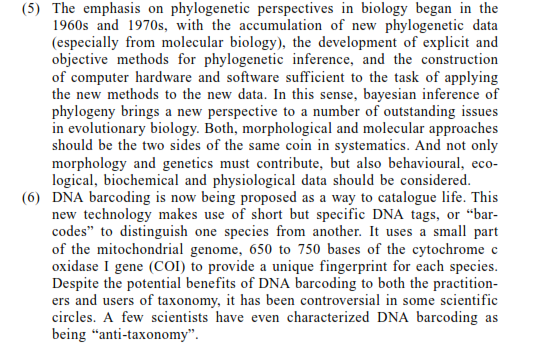 (5) The emphasis on phylogenetic perspectives in biology began in the
1960s and 1970s, with the accumulation of new phylogenetic data
(especially from molecular biology), the development of explicit and
objective methods for phylogenetic inference, and the construction
of computer hardware and software sufficient to the task of applying
the new methods to the new data. In this sense, bayesian inference of
phylogeny brings a new perspective to a number of outstanding issues
in evolutionary biology. Both, morphological and molecular approaches
should be the two sides of the same coin in systematics. And not only
morphology and genetics must contribute, but also behavioural, eco-
logical, biochemical and physiological data should be considered.
(6) DNA barcoding is now being proposed as a way to catalogue life. This
new technology makes use of short but specific DNA tags, or “bar-
codes” to distinguish one species from another. It uses a small part
of the mitochondrial genome, 650 to 750 bases of the cytochrome c
oxidase I gene (COI) to provide a unique fingerprint for each species.
Despite the potential benefits of DNA barcoding to both the practition-
ers and users of taxonomy, it has been controversial in some scientific
circles. A few scientists have even characterized DNA barcoding as
being “anti-taxonomy”.